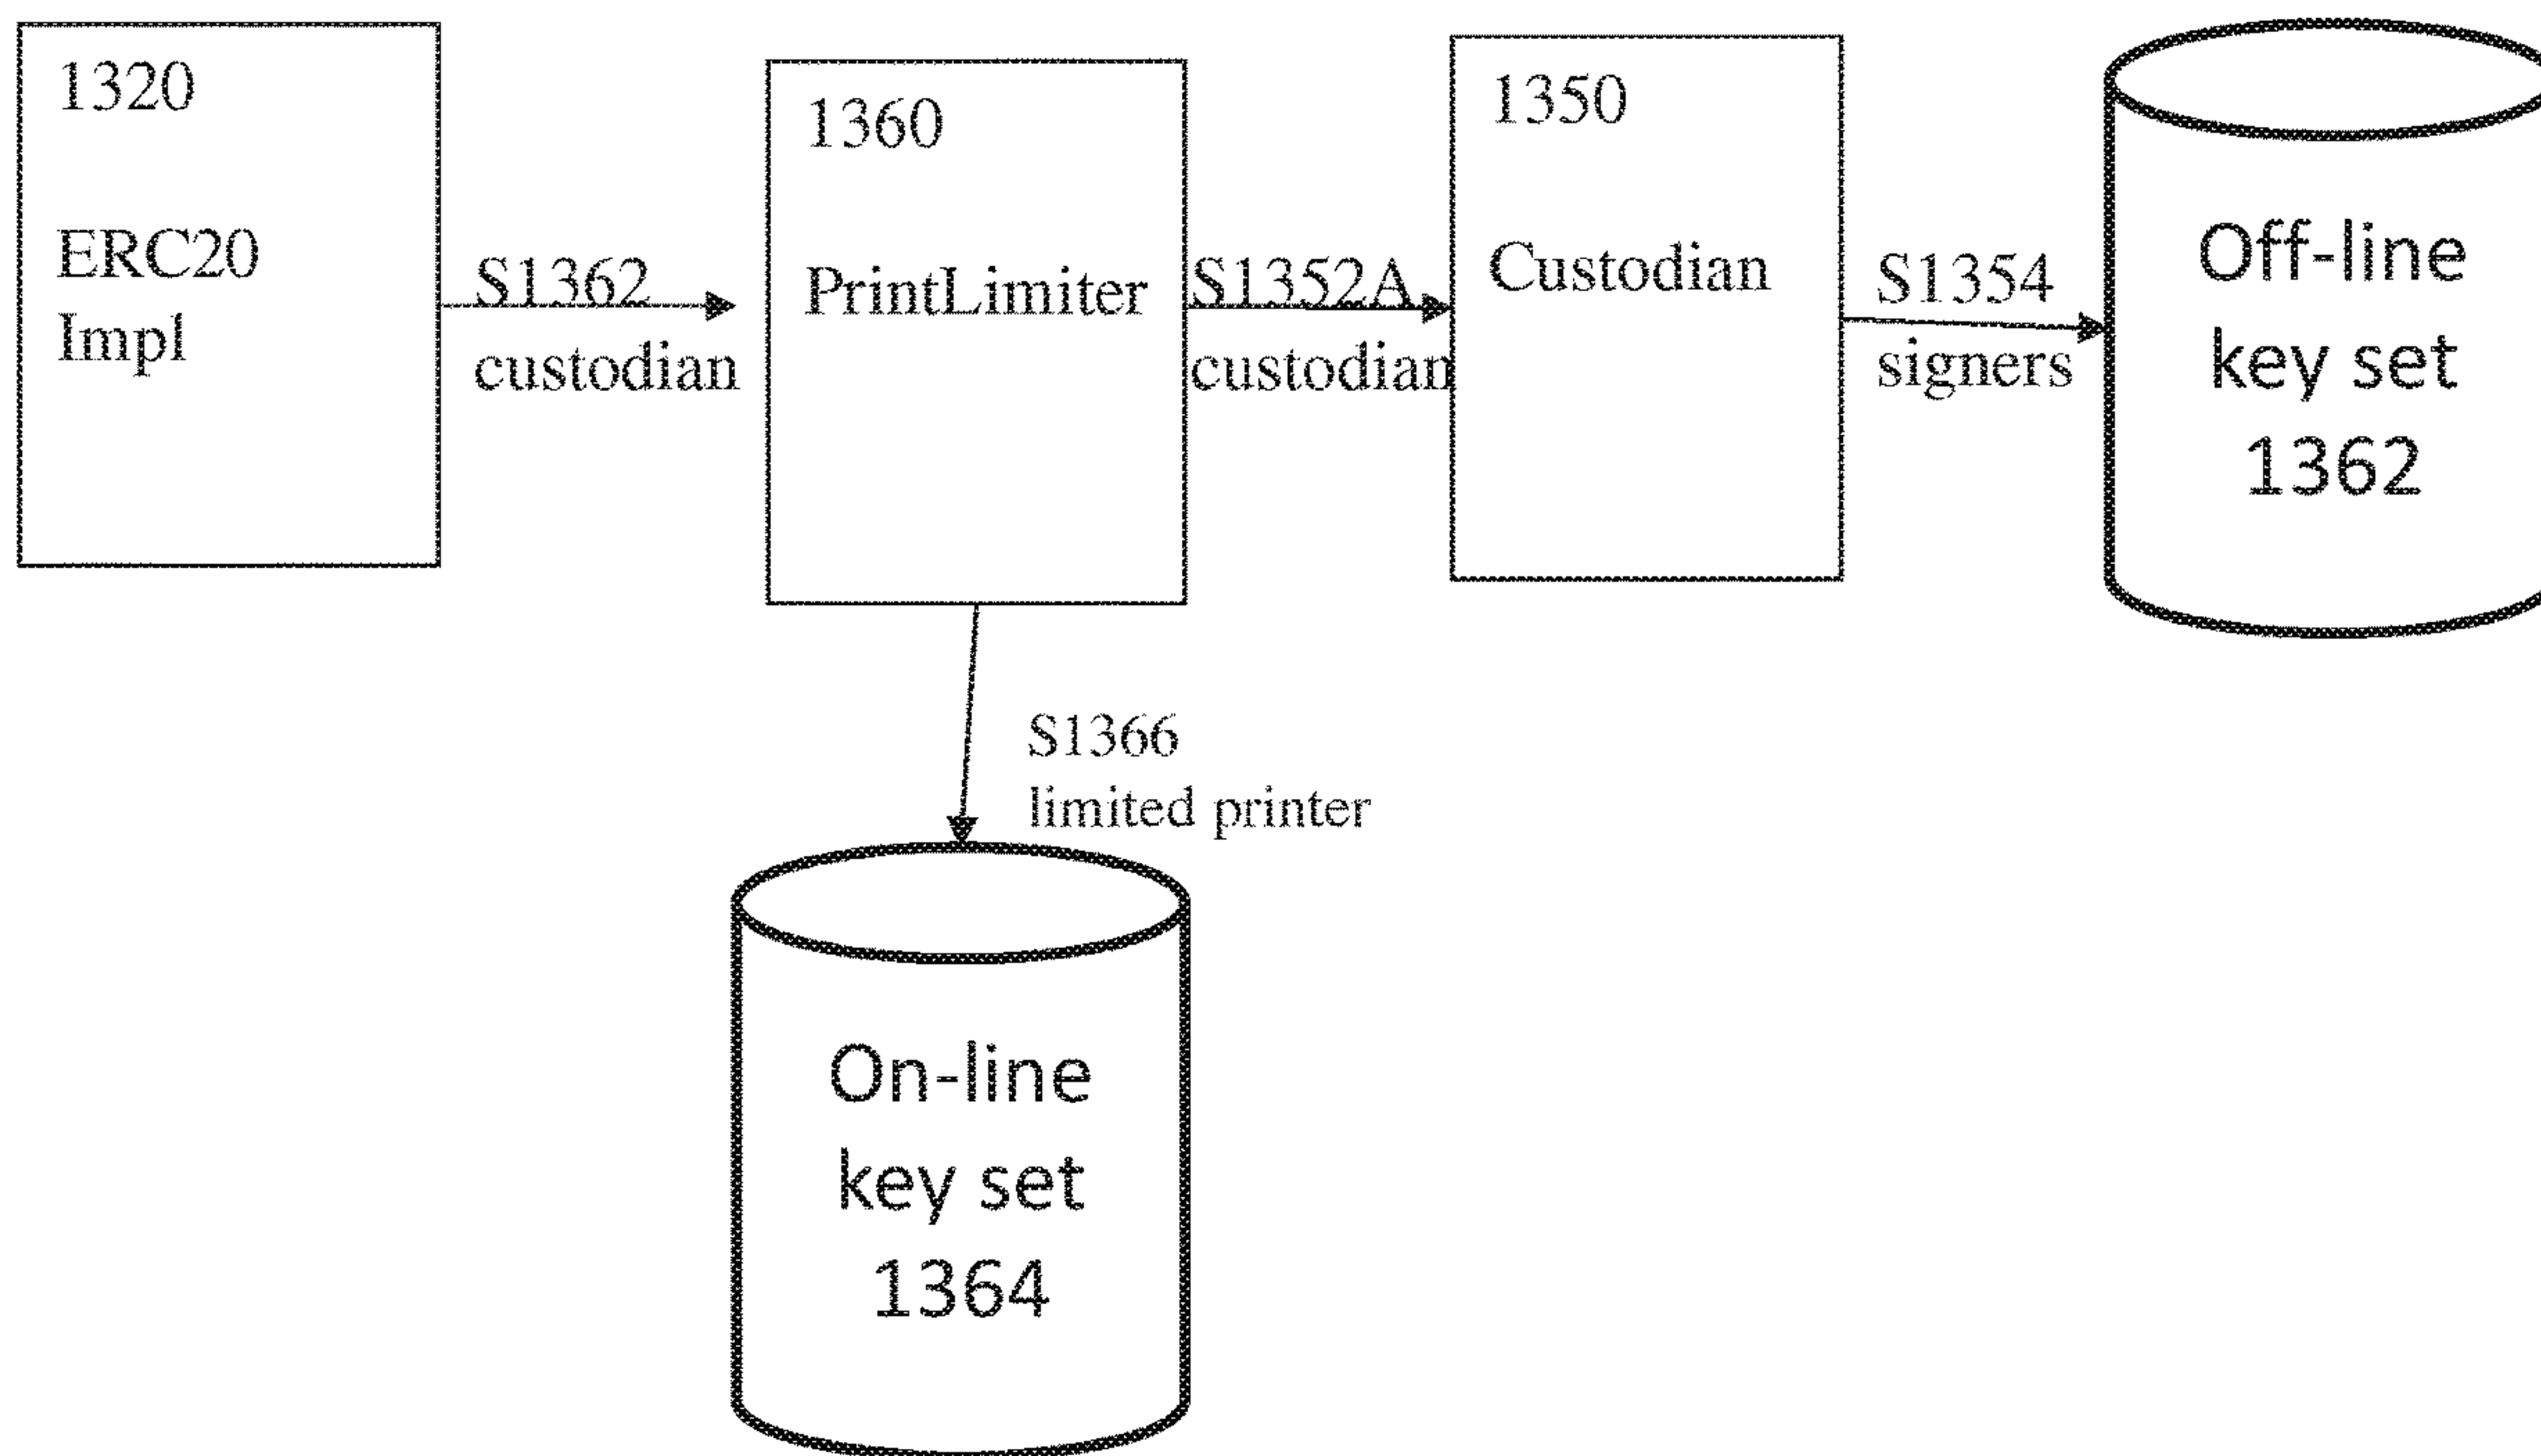 1320
ERC20
Impl
S1362
custodian
1360
PrintLimiter
S1352A
custodian
1350
Custodian
S1354
signers
Off-line
key set
1362
S1366
limited printer
On-line
key set
1364